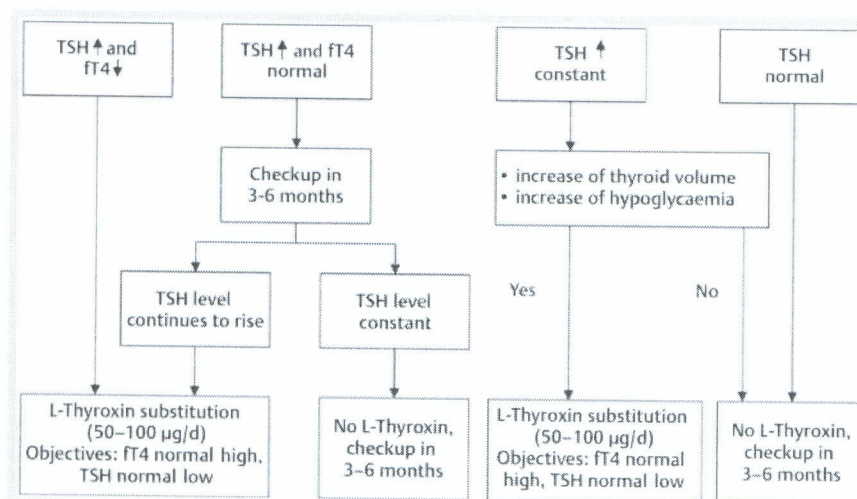 TSH ↑ and
fT4 ↓
TSH ↑ and fT4
normal
TSH ↑
constant
TSH
normal
Checkup in
3-6 months
• increase of thyroid volume
• increase of hypoglycaemia
TSH level
continues to rise
TSH level
constant
Yes
No
L-Thyroxin substitution
(50–100 µg/d)
Objectives: fT4 normal high,
TSH normal low
No L-Thyroxin,
checkup in
3–6 months
L-Thyroxin substitution
(50–100 µg/d)
Objectives: fT4 normal
high, TSH normal low
No L-Thyroxin,
checkup in
3–6 months